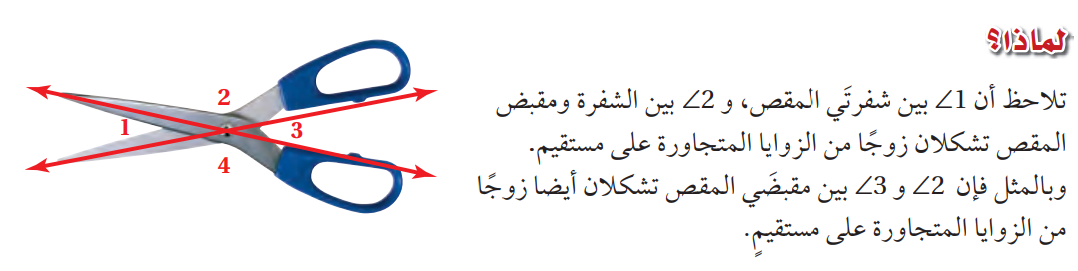 لماذا؟
تلاحظ أن 1∠ بين شفرتَي المقص، و 2∠ بين الشفرة ومقبض
المقص تشكلان زوجًا من الزوايا المتجاورة على مستقيم.
وبالمثل فإن 2∠ و 3∠ بين مقبضَي المقص تشكلان أيضا زوجًا
من الزوايا المتجاورة على مستقيمٍ.
2
1
3
4